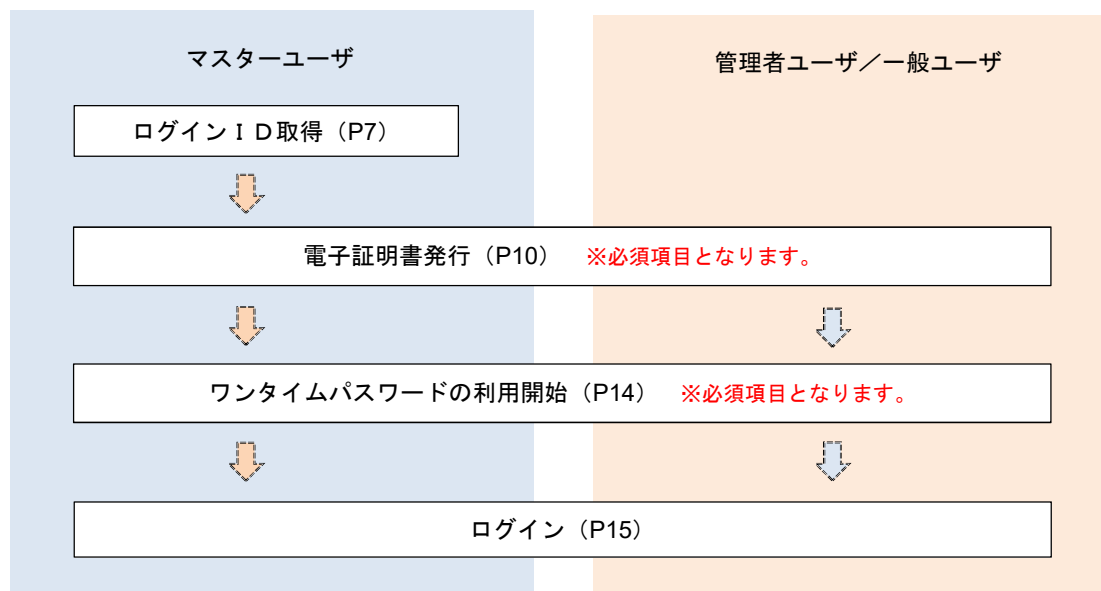 マスターユーザ
管理者ユーザ／一般ユーザ
ログインＩＤ取得（P7）
電子証明書発行（P10） ※必須項目となります。
ワンタイムパスワードの利用開始（P14） ※必須項目となります。
ログイン（P15）